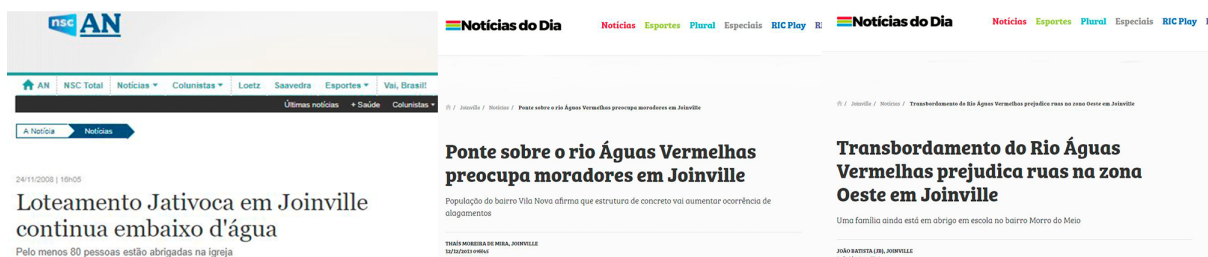 nsc AN
AN NSC Total Notícias Colunistas Loetz Saavedra Esportes Vai, Brasil!
Últimas notícias + Saúde Colunistas
A Notícia Notícias
24/11/2008 | 16h05
Loteamento Jativoca em Joinville
continua embaixo d'água
Pelo menos 80 pessoas estão abrigadas na igreja
Notícias do Dia
Notícias Esportes Plural Especiais RIC Play
/ Joinville / Notícias / Ponte sobre o rio Águas Vermelhas preocupa moradores em Joinville
Ponte sobre o rio Águas
Vermelhas
preocupa moradores em Joinville
População do bairro Vila Nova afirma que estrutura de concreto vai aumentar ocorrência de
alagamentos
THAÍS MOREIRA DE MIRA, JOINVILLE
Notícias do Dia
Notícias Esportes Plural Especiais RIC Play
/ Joinville / Notícias / Transbordamento do Rio Águas Vermelhas prejudica ruas na zona Oeste em Joinville
Transbordamento do Rio Águas
Vermelhas prejudica ruas na zona
Oeste em Joinville
Uma família ainda está em abrigo em escola no bairro Morro do Meio
JOÃO BATISTA (JB), JOINVILLE